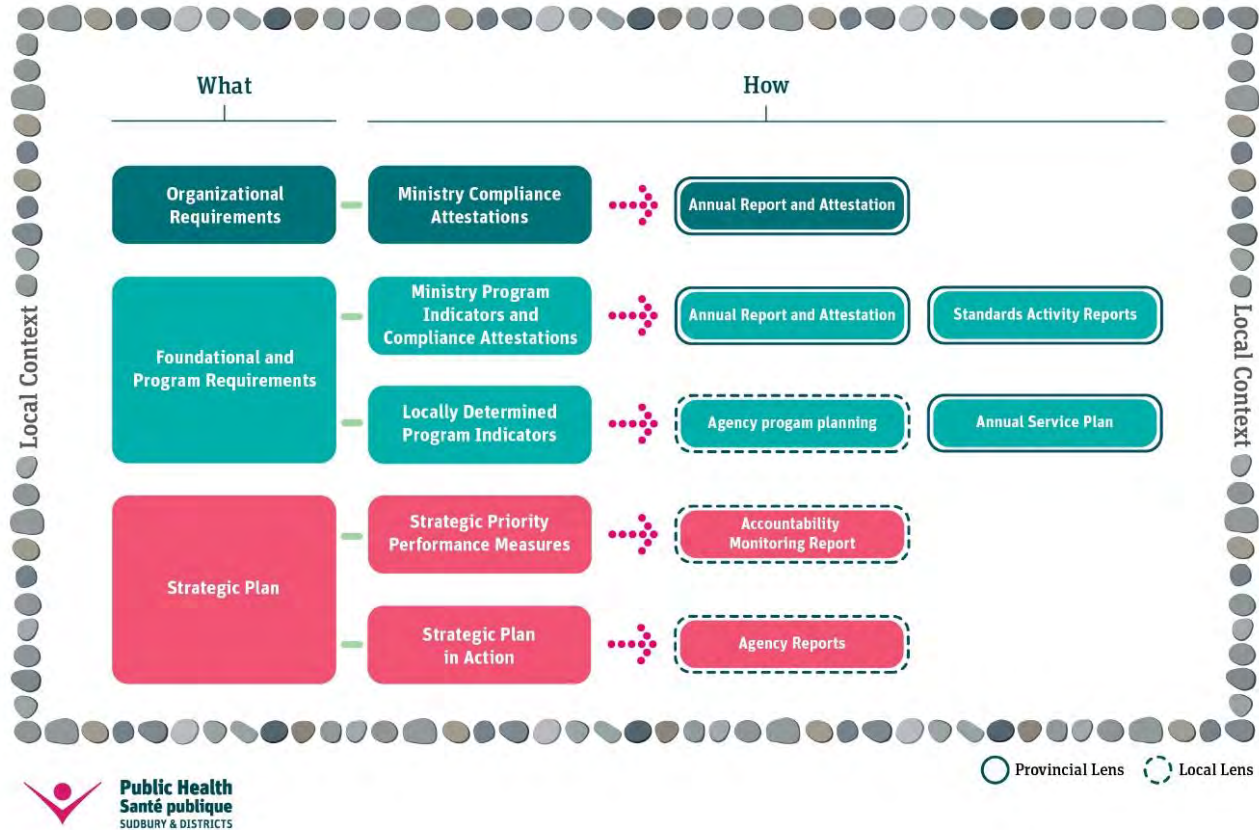 What
How
Organizational
Requirements
Ministry Compliance
Attestations
Annual Report and Attestation
Foundational and
Program Requirements
Ministry Program
Indicators and
Compliance Attestations
Annual Report and Attestation
Standards Activity Reports
Locally Determined
Program Indicators
Agency progam planning
Annual Service Plan
Strategic Plan
Strategic Priority
Performance Measures
Accountability
Monitoring Report
Strategic Plan
in Action
Agency Reports
Local Context
Local Context
Provincial Lens
Local Lens
Public Health
Santé publique
SUDBURY & DISTRICTS